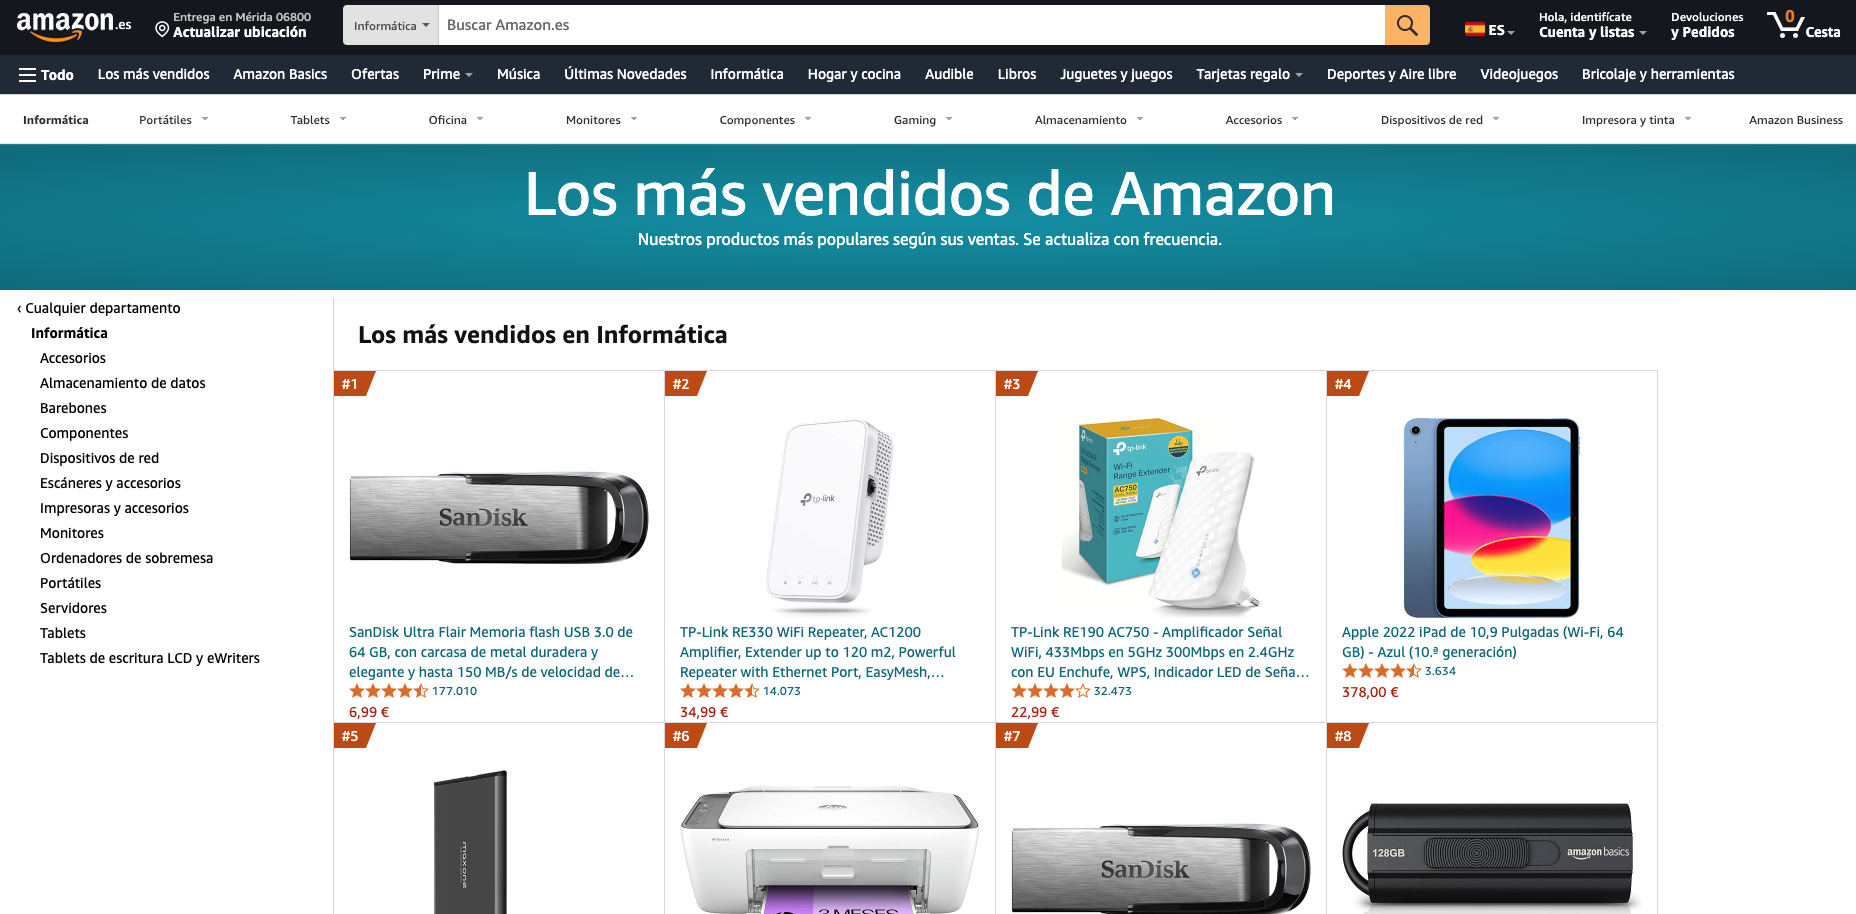 amazon.es
Entrega en Mérida 06800
Actualizar ubicación
Informática
Buscar Amazon.es
ES
Hola, identifícate
Cuenta y listas
Devoluciones
y Pedidos
0
Cesta
Todo
Los más vendidos
Amazon Basics
Ofertas
Prime
Música
Últimas Novedades
Informática
Hogar y cocina
Audible
Libros
Juguetes y juegos
Tarjetas regalo
Deportes y Aire libre
Videojuegos
Bricolaje y herramientas
Informática
Portátiles
Tablets
Oficina
Monitores
Componentes
Gaming
Almacenamiento
Accesorios
Dispositivos de red
Impresora y tinta
Amazon Business
Los más vendidos de Amazon
Nuestros productos más populares según sus ventas. Se actualiza con frecuencia.
‹ Cualquier departamento
Informática
Accesorios
Almacenamiento de datos
Barebones
Componentes
Dispositivos de red
Escáneres y accesorios
Impresoras y accesorios
Monitores
Ordenadores de sobremesa
Portátiles
Servidores
Tablets
Tablets de escritura LCD y eWriters
Los más vendidos en Informática
#1
SanDisk
SanDisk Ultra Flair Memoria flash USB 3.0 de
64 GB, con carcasa de metal duradera y
elegante y hasta 150 MB/s de velocidad de...
177.010
6,99 €
#2
tp-link
TP-Link RE330 WiFi Repeater, AC1200
Amplifier, Extender up to 120 m2, Powerful
Repeater with Ethernet Port, EasyMesh,...
14.073
34,99 €
#3
tp-link
Wi-Fi
Range Extender
AC750
tp-link
TP-Link RE190 AC750 - Amplificador Señal
WiFi, 433Mbps en 5GHz 300Mbps en 2.4GHz
con EU Enchufe, WPS, Indicador LED de Seña...
32.473
22,99 €
#4
Apple 2022 iPad de 10,9 Pulgadas (Wi-Fi, 64
GB) - Azul (10.ª generación)
3.634
378,00 €
#5
maxone
#6
3 MESES
#7
SanDisk
#8
128GB
amazon basics